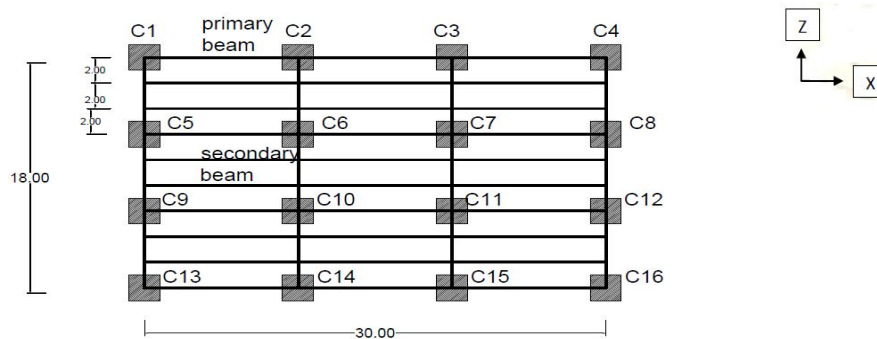 primary
beam
C1
C2
C3
C4
2.00
2.00
2.00
C5
C6
C7
C8
secondary
beam
18.00
C9
C10
C11
C12
C13
C14
C15
C16
30.00
Z
X